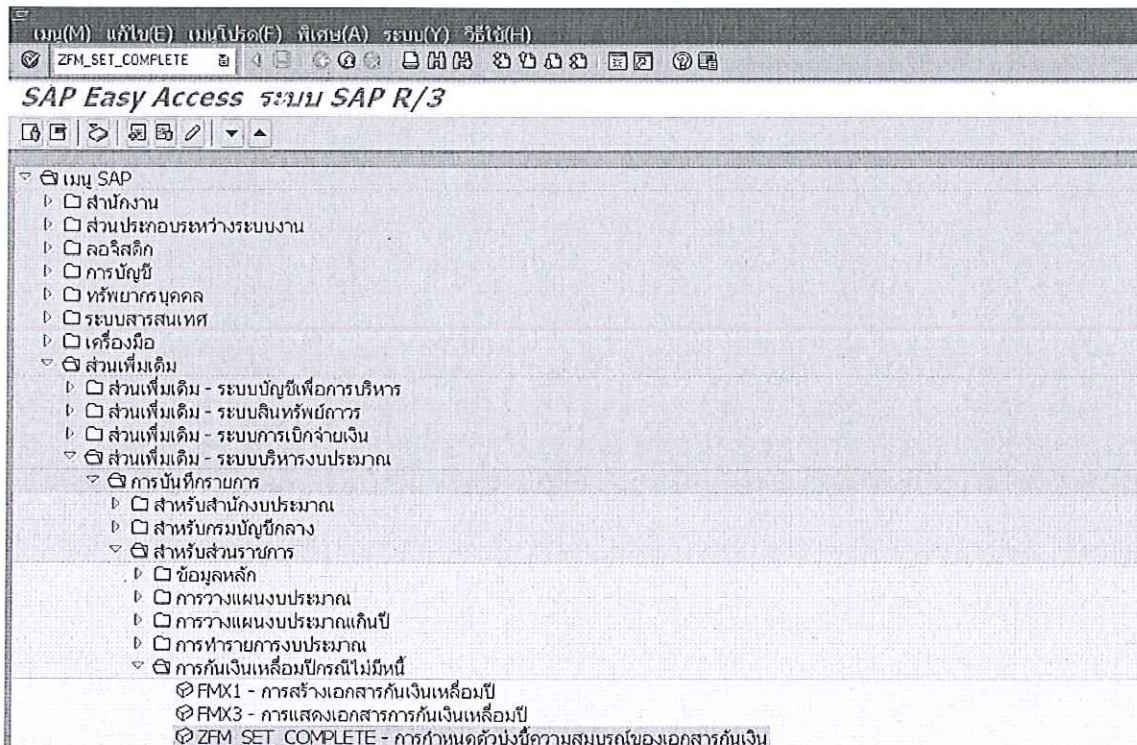 เมนู(M) แก้ไข(E) เมนูโปรด(F) พิเศษ(A) ระบบ(Y) วิธีใช้(H)
ZFM_SET_COMPLETE
SAP Easy Access ระบบ SAP R/3
เมนู SAP
สำนักงาน
ส่วนประกอบระหว่างระบบงาน
ลอจิสติก
การบัญชี
ทรัพยากรบุคคล
ระบบสารสนเทศ
เครื่องมือ
ส่วนเพิ่มเติม
ส่วนเพิ่มเติม - ระบบบัญชีเพื่อการบริหาร
ส่วนเพิ่มเติม - ระบบสินทรัพย์ถาวร
ส่วนเพิ่มเติม - ระบบการเบิกจ่ายเงิน
ส่วนเพิ่มเติม - ระบบบริหารงบประมาณ
การบันทึกรายการ
สำหรับสำนักงบประมาณ
สำหรับกรมบัญชีกลาง
สำหรับส่วนราชการ
ข้อมูลหลัก
การวางแผนงบประมาณ
การวางแผนงบประมาณเกินปี
การทำรายการงบประมาณ
การกันเงินเหลื่อมปีกรณีไม่มีหนี้
FMX1 - การสร้างเอกสารกันเงินเหลื่อมปี
FMX3 - การแสดงเอกสารการกันเงินเหลื่อมปี
ZFM_SET_COMPLETE - การกำหนดตัวบ่งชี้ความสมบูรณ์ของเอกสารกันเงิน